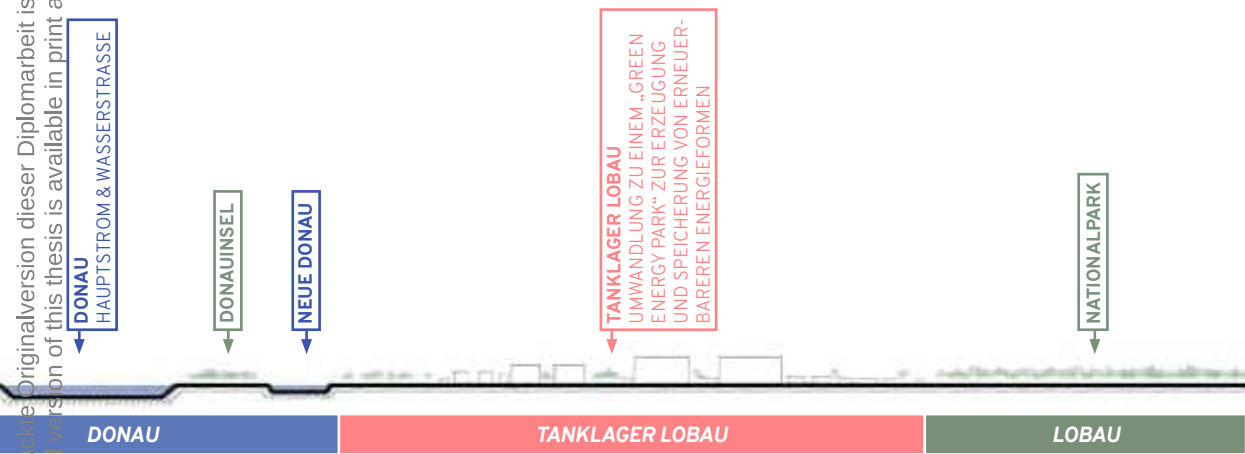 ckte Originalversion dieser Diplomarbeit is
version of this thesis is available in print a
DONAU
HAUPTSTROM & WASSERSTRASSE
DONAUINSEL
NEUE DONAU
TANKLAGER LOBAU
UMWANDLUNG ZU EINEM „GREEN
ENERGY PARK“ ZUR ERZEUGUNG
UND SPEICHERUNG VON ERNEUER-
BAREREN ENERGIEFORMEN
NATIONALPARK
DONAU
TANKLAGER LOBAU
LOBAU